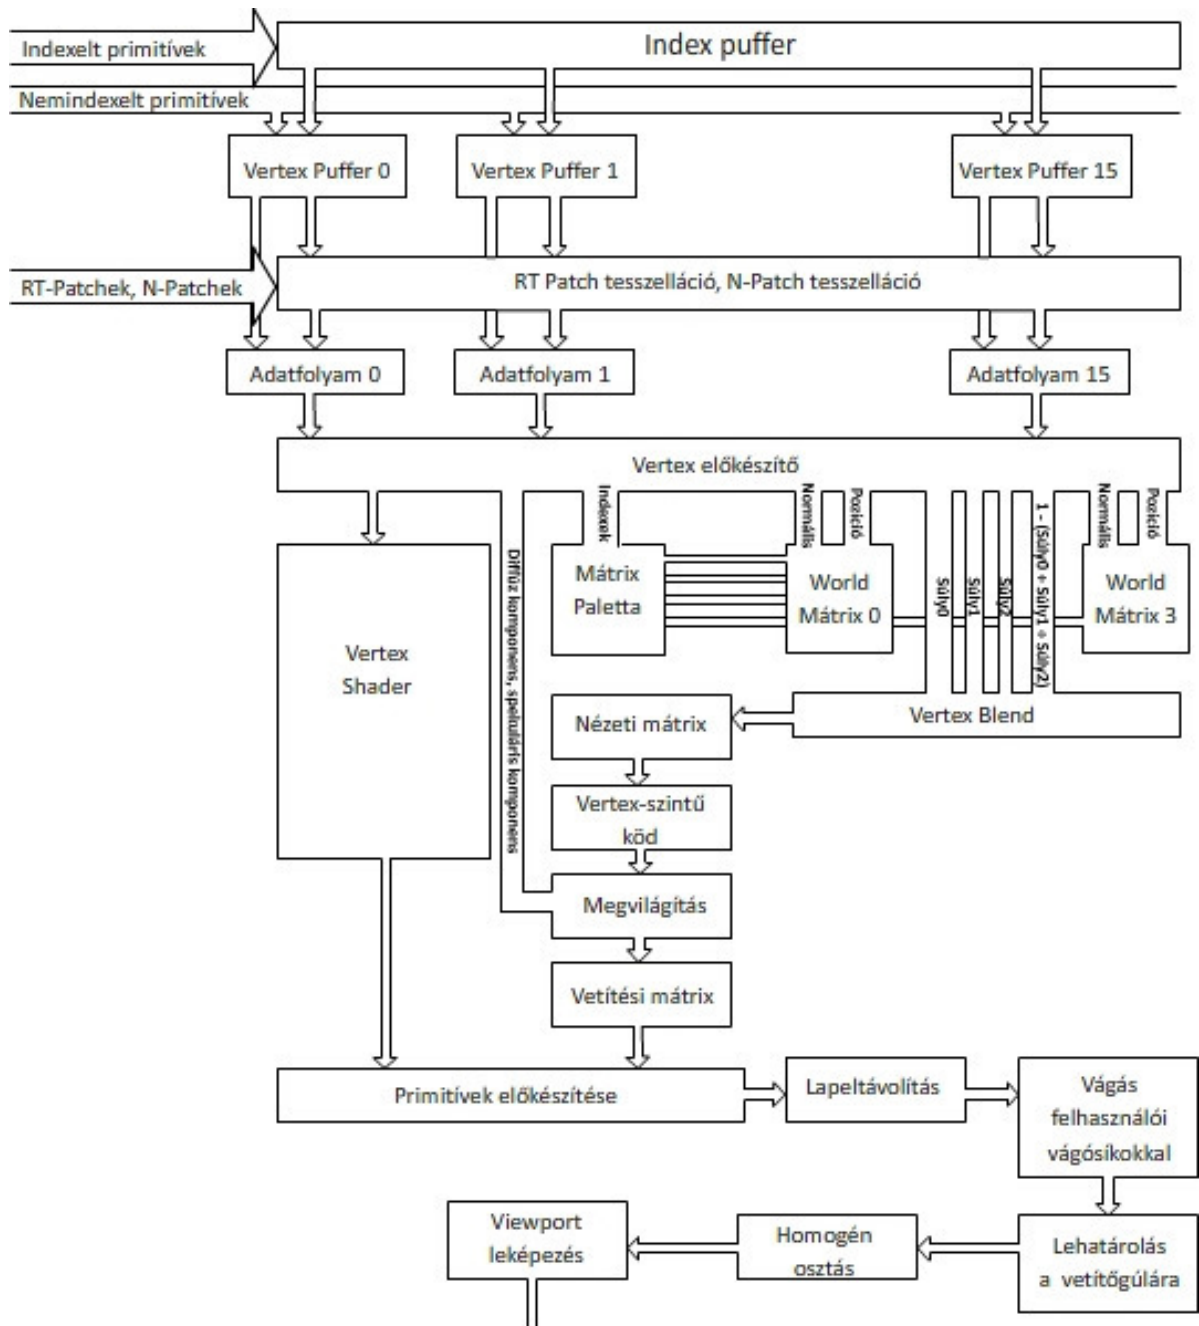 Indexelt primitívek
Index puffer
Nemindexelt primitívek
Vertex Puffer 0
Vertex Puffer 1
Vertex Puffer 15
RT-Patchek, N-Patchek
RT Patch tesszelláció, N-Patch tesszelláció
Adatfolyam 0
Adatfolyam 1
Adatfolyam 15
Vertex előkészítő
Vertex
Shader
Diffúz komponens, spekuláris komponens
Indexek
Mátrix
Paletta
Normális
Pozició
World
Mátrix 0
Súly0
Súly1
Súly2
1 - (Súly0 + Súly1 + Súly2)
Normális
Pozició
World
Mátrix 3
Vertex Blend
Nézeti mátrix
Vertex-szintű
köd
Megvilágítás
Vetítési mátrix
Primitívek előkészítése
Lapeltávolítás
Vágás
felhasználói
vágósíkokkal
Viewport
leképezés
Homogén
osztás
Lehatárolás
a vetítőgúlára